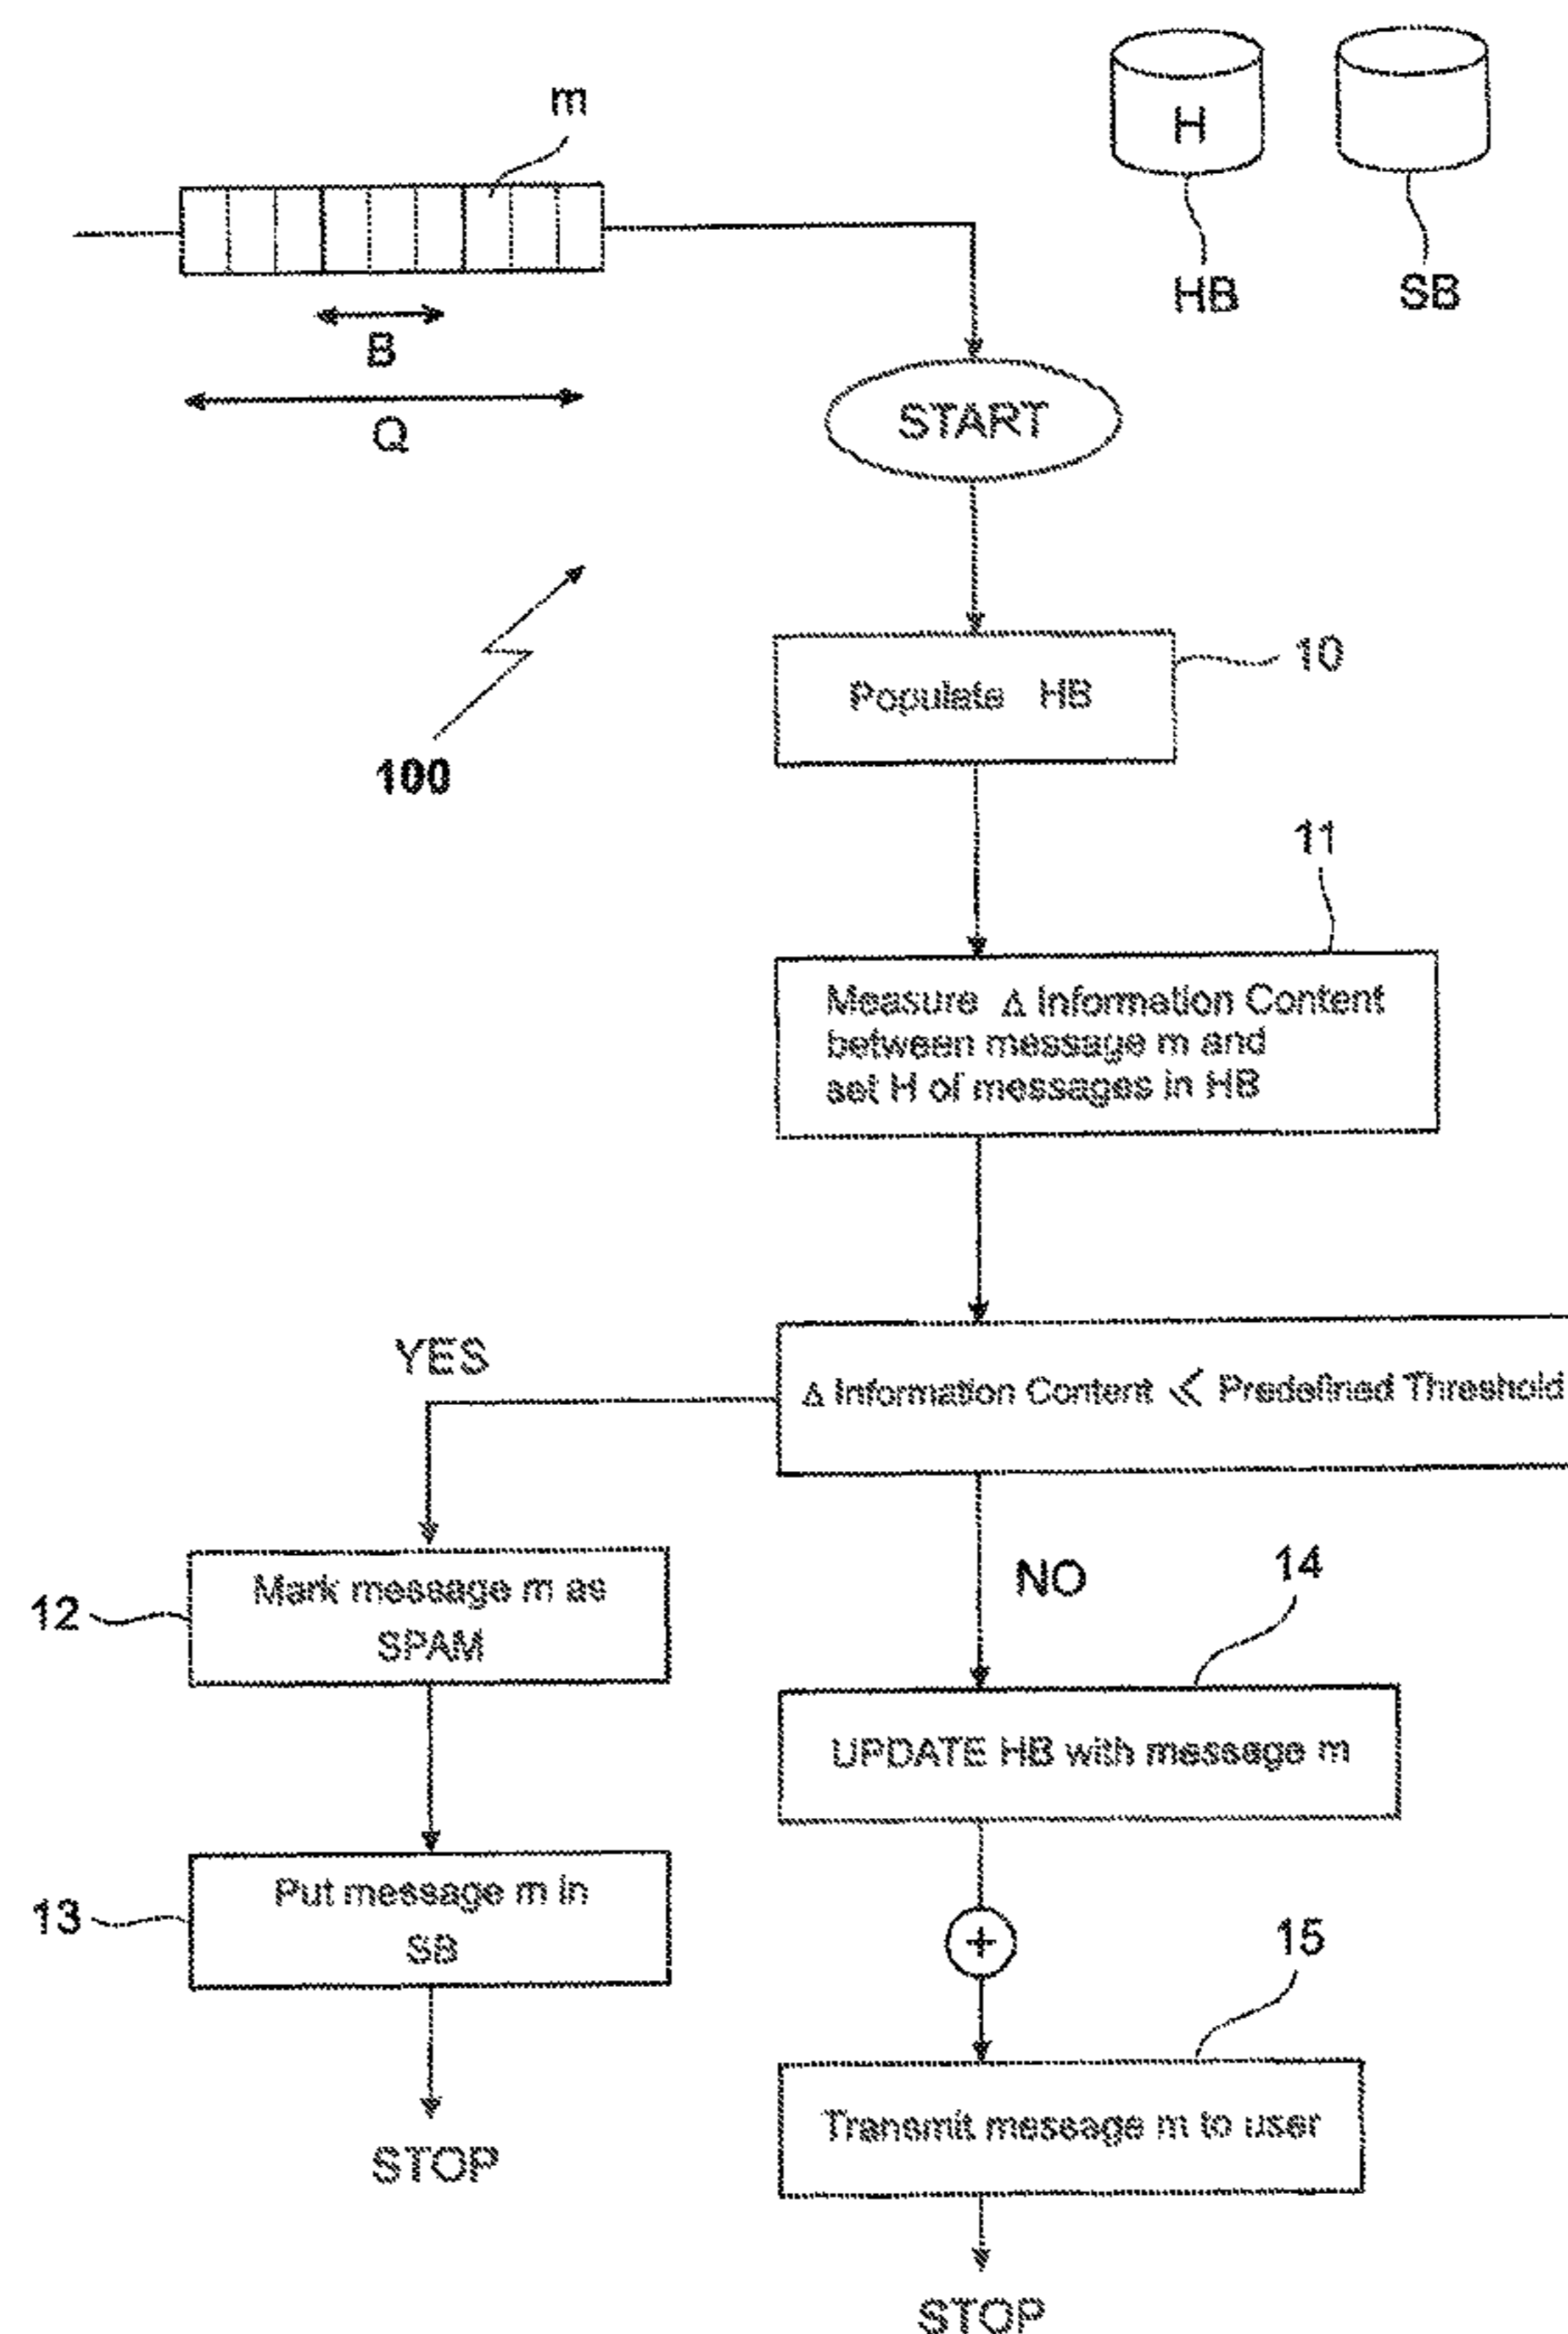 m
H
HB
SB
B
Q
START
100
Populate HB
10
11
Measure Δ Information Content
between message m and
set H of messages in HB
YES
Δ Information Content ≪ Predefined Threshold
12
Mark message m as
SPAM
NO
14
UPDATE HB with message m
13
Put message m in
SB
+
15
STOP
Transmit message m to user
STOP